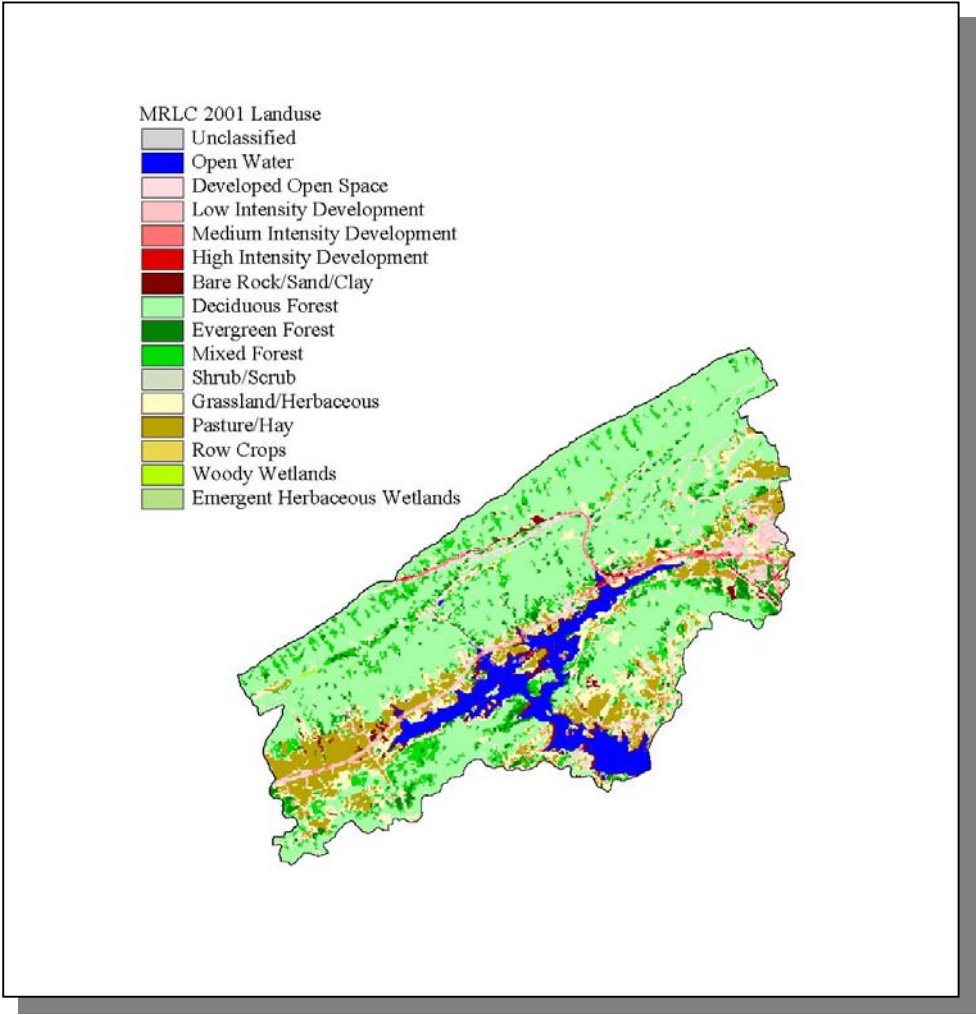 MRLC 2001 Landuse
Unclassified
Open Water
Developed Open Space
Low Intensity Development
Medium Intensity Development
High Intensity Development
Bare Rock/Sand/Clay
Deciduous Forest
Evergreen Forest
Mixed Forest
Shrub/Scrub
Grassland/Herbaceous
Pasture/Hay
Row Crops
Woody Wetlands
Emergent Herbaceous Wetlands